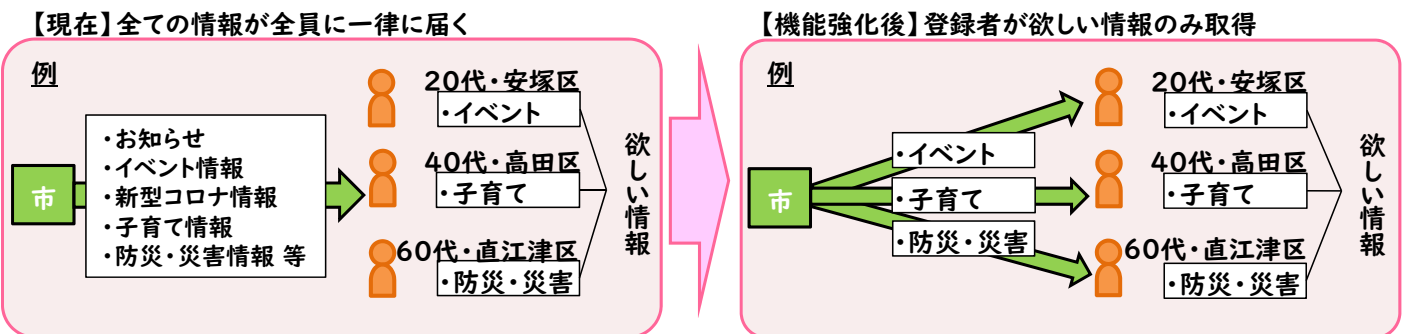 【現在】全ての情報が全員に一律に届く
例
市
・お知らせ
・イベント情報
・新型コロナ情報
・子育て情報
・防災・災害情報 等
20代・安塚区
・イベント
40代・高田区
・子育て
60代・直江津区
・防災・災害
欲しい情報
【機能強化後】登録者が欲しい情報のみ取得
例
市
・イベント
・子育て
・防災・災害
20代・安塚区
・イベント
40代・高田区
・子育て
60代・直江津区
・防災・災害
欲しい情報